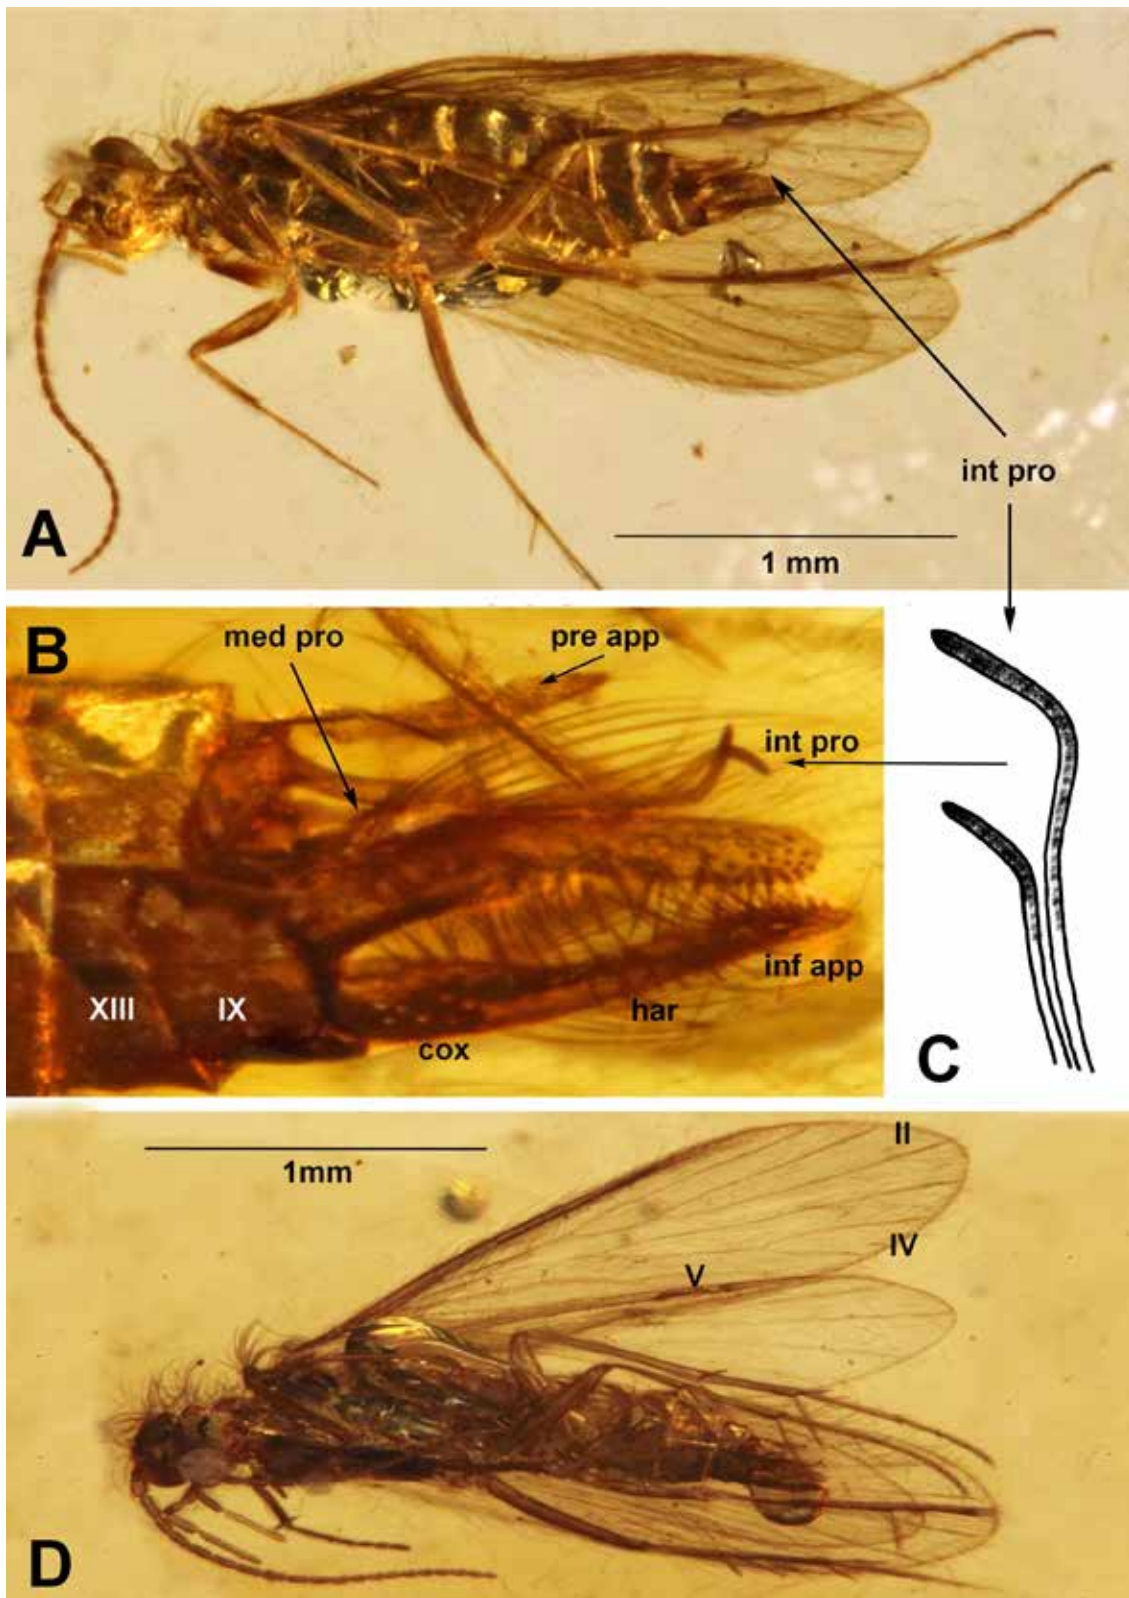 int pro
A
1 mm
B
med pro
pre app
int pro
XIII
IX
inf app
har
cox
C
1mm
II
IV
V
D